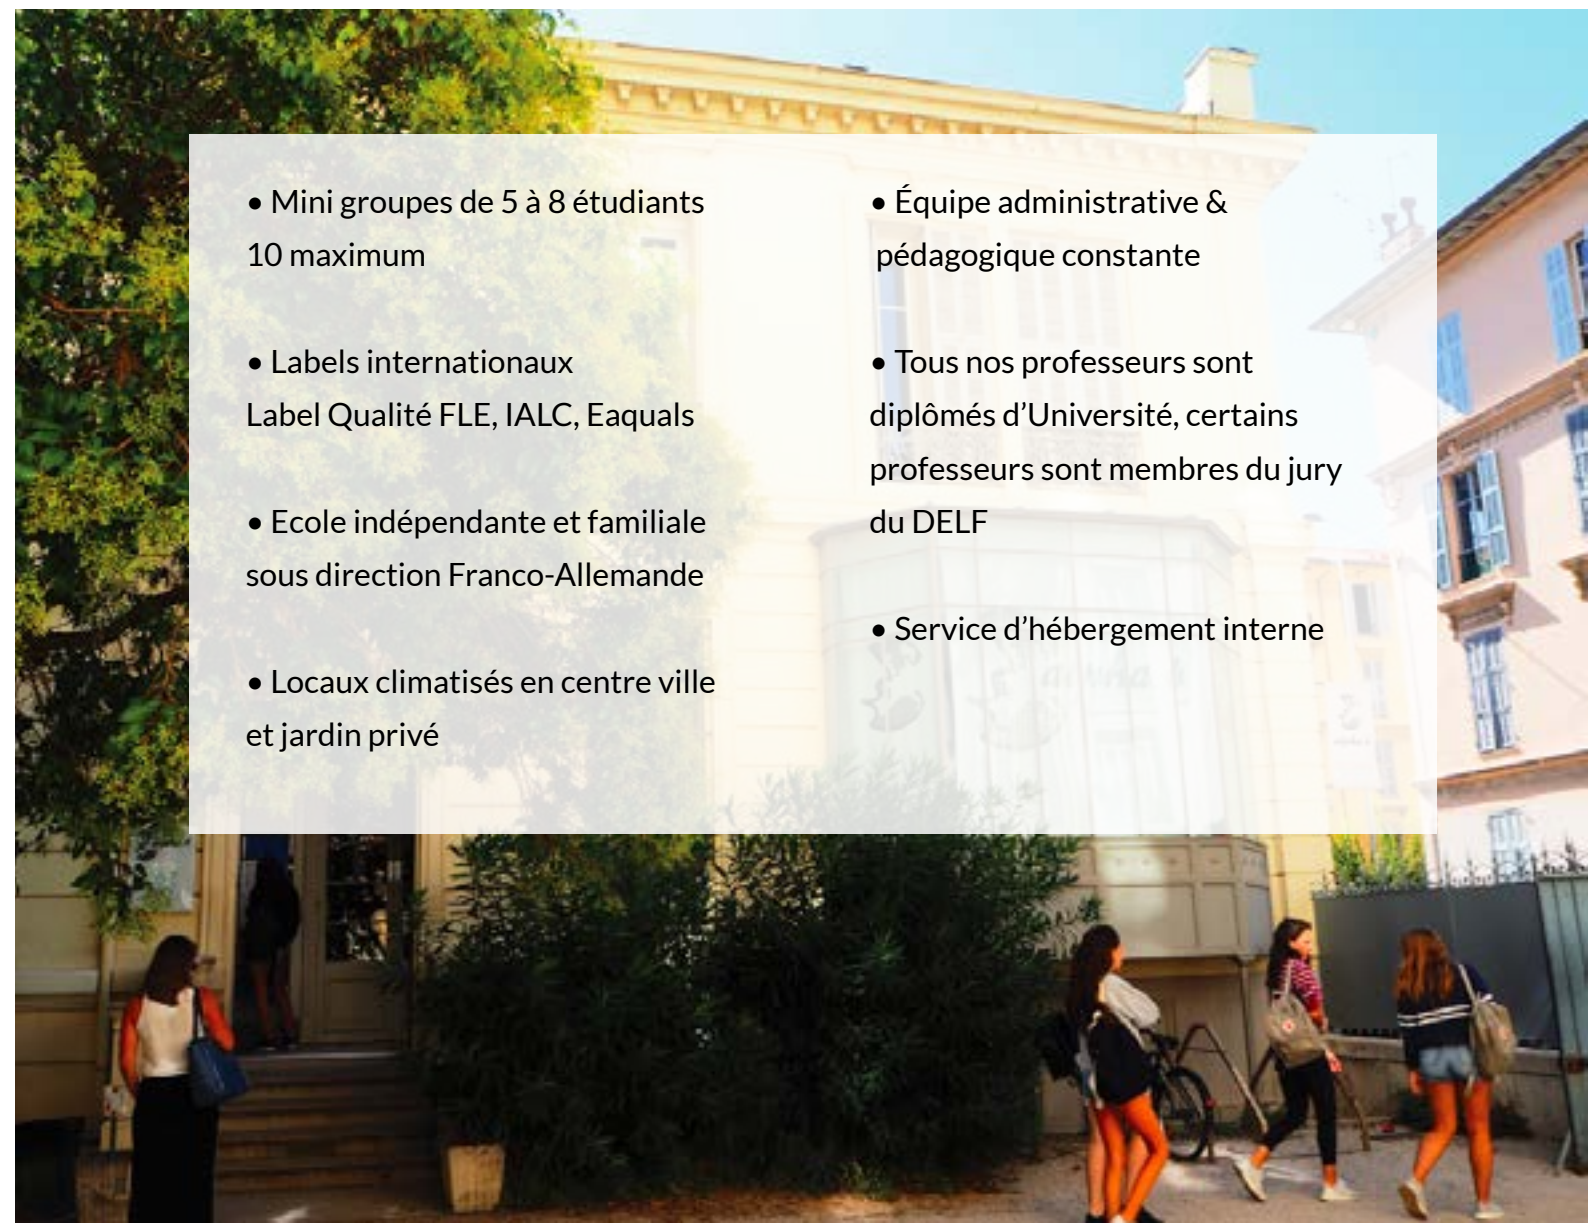 • Mini groupes de 5 à 8 étudiants
10 maximum
• Labels internationaux
Label Qualité FLE, IALC, Eaquals
• Ecole indépendante et familiale
sous direction Franco-Allemande
• Locaux climatisés en centre ville
et jardin privé
• Équipe administrative &
pédagogique constante
• Tous nos professeurs sont
diplômés d’Université, certains
professeurs sont membres du jury
du DELF
• Service d’hébergement interne